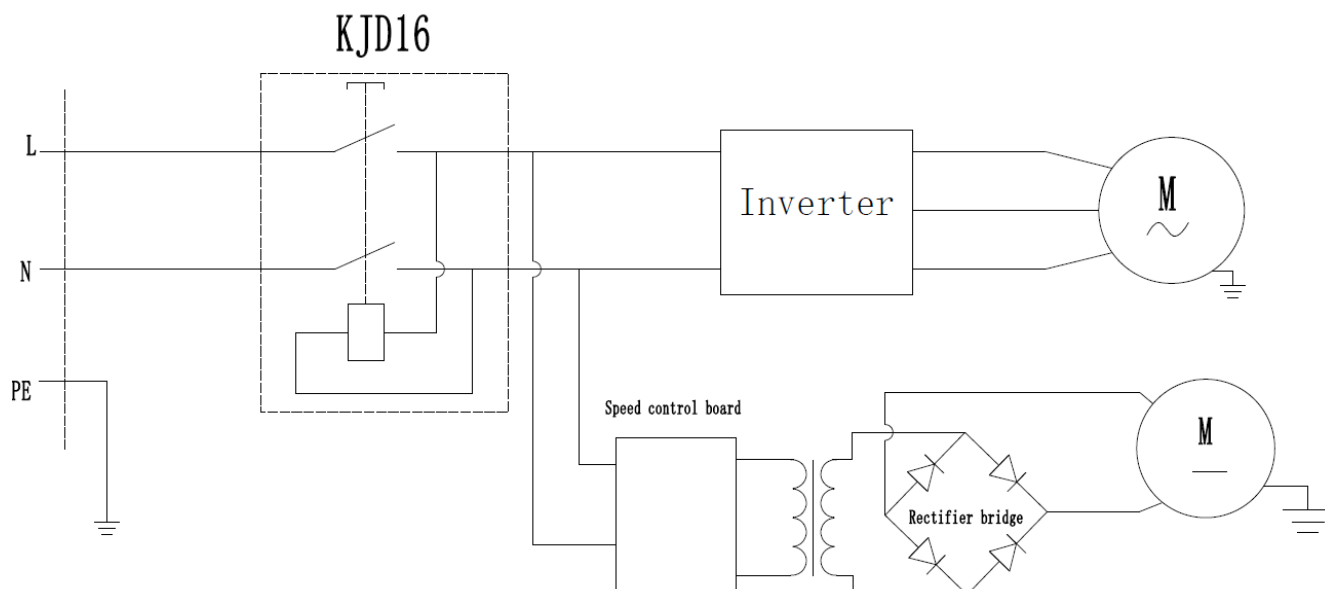 KJD16
L
Inverter
M
N
PE
Speed control board
M
Rectifier bridge